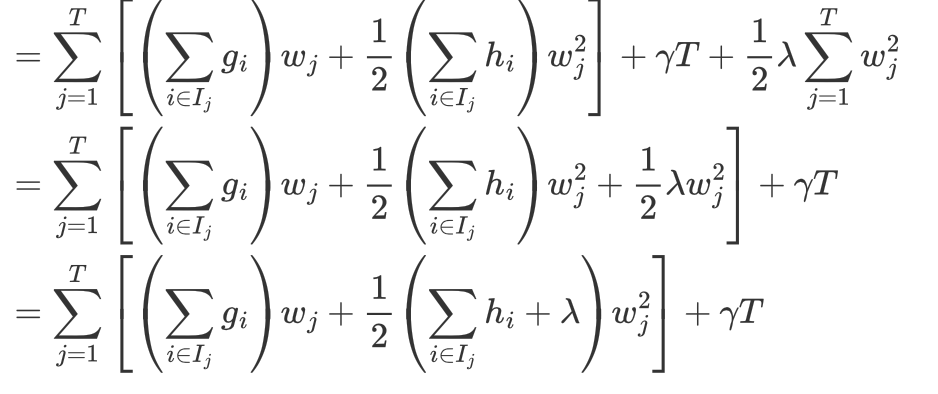 = \sum_{j=1}^{T} \left[ \left( \sum_{i \in I_j} g_i \right) w_j + \frac{1}{2} \left( \sum_{i \in I_j} h_i \right) w_j^2 \right] + \gamma T + \frac{1}{2} \lambda \sum_{j=1}^{T} w_j^2
= \sum_{j=1}^{T} \left[ \left( \sum_{i \in I_j} g_i \right) w_j + \frac{1}{2} \left( \sum_{i \in I_j} h_i \right) w_j^2 + \frac{1}{2} \lambda w_j^2 \right] + \gamma T
= \sum_{j=1}^{T} \left[ \left( \sum_{i \in I_j} g_i \right) w_j + \frac{1}{2} \left( \sum_{i \in I_j} h_i + \lambda \right) w_j^2 \right] + \gamma T